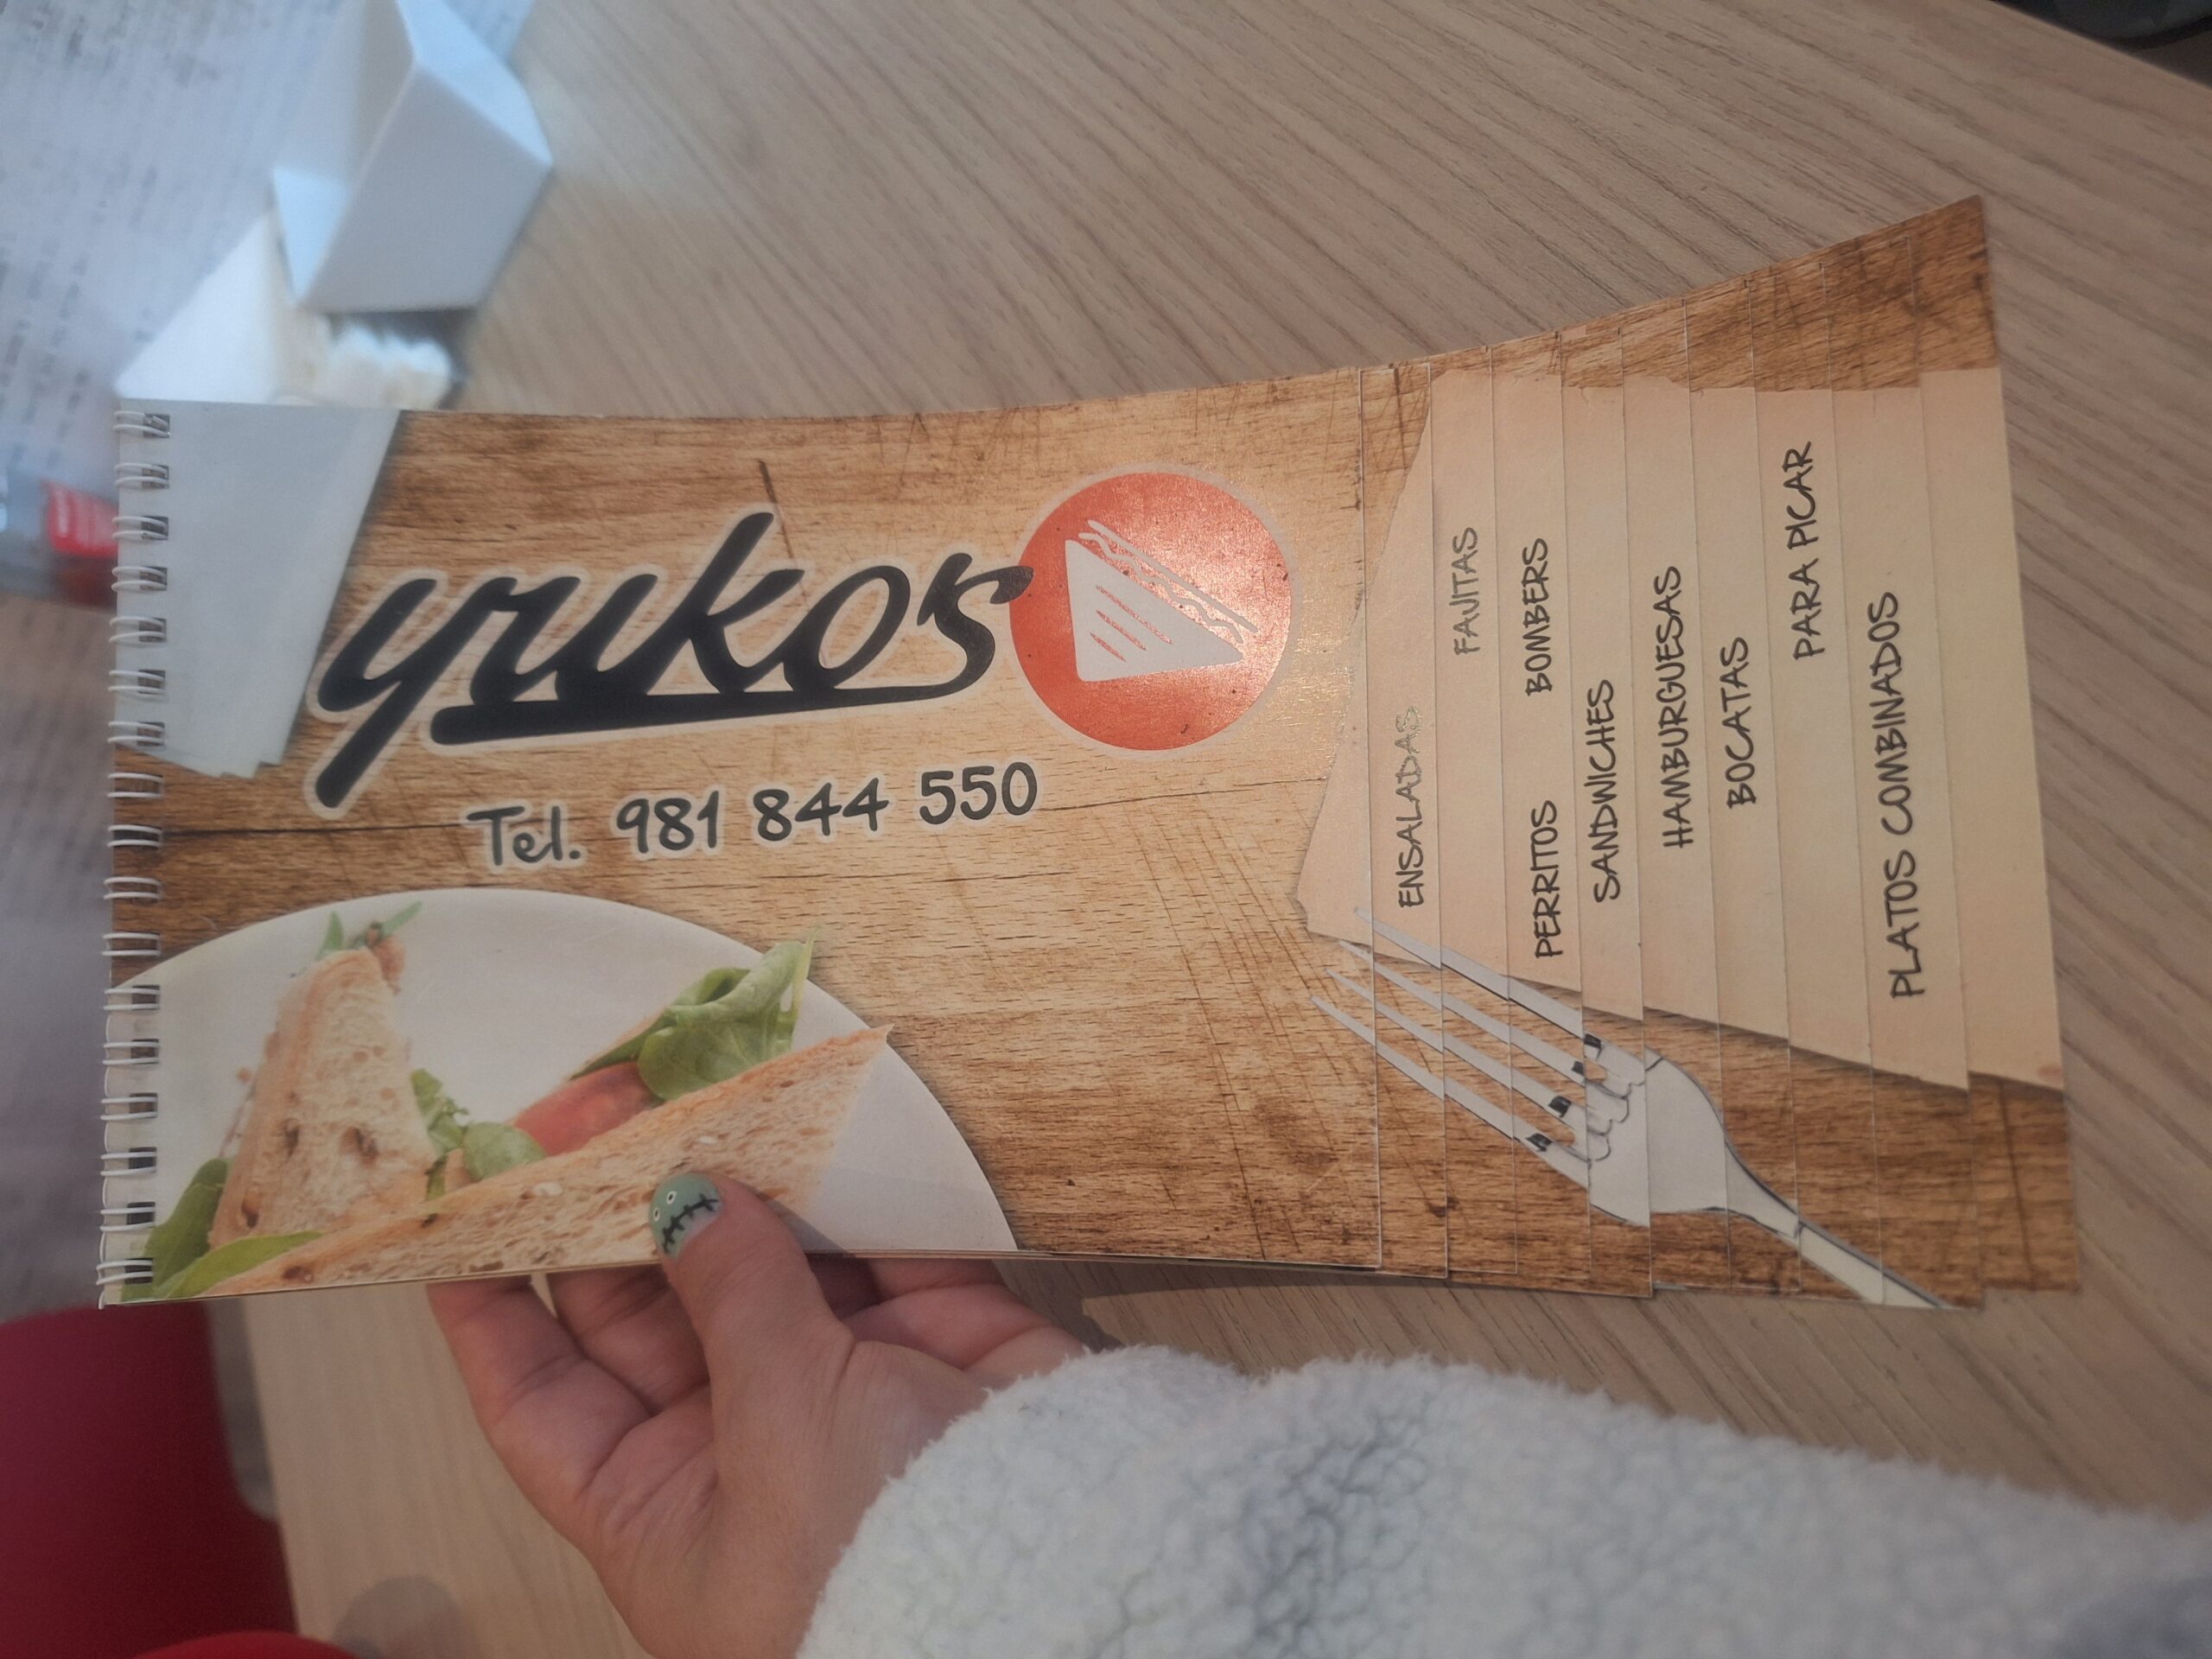 yukos
Tel. 981 844 550
ENSALADAS
FAJITAS
PERRITOS BOMBERS
SANDWICHES
HAMBURGUESAS
BOCATAS
PARA PICAR
PLATOS COMBINADOS